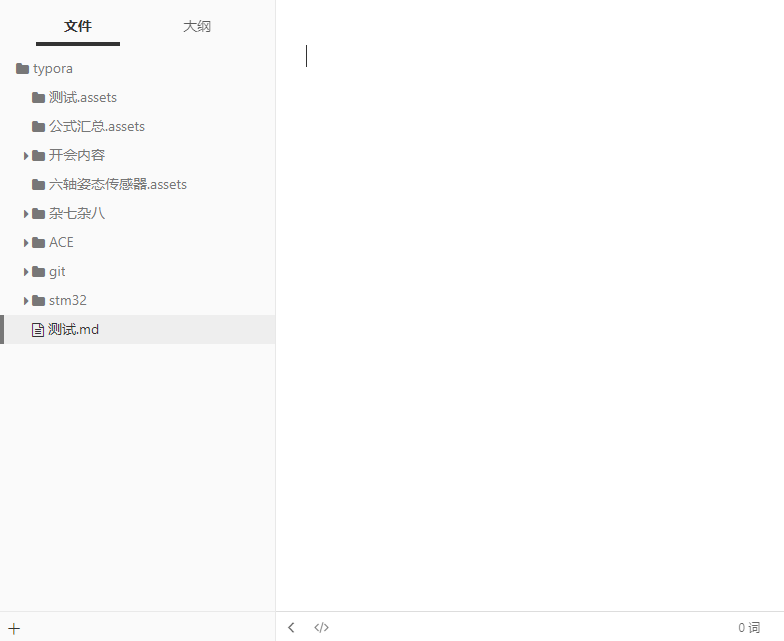 文件 大纲
typora
测试.assets
公式汇总.assets
开会内容
六轴姿态传感器.assets
杂七杂八
ACE
git
stm32
测试.md
</> 0 词